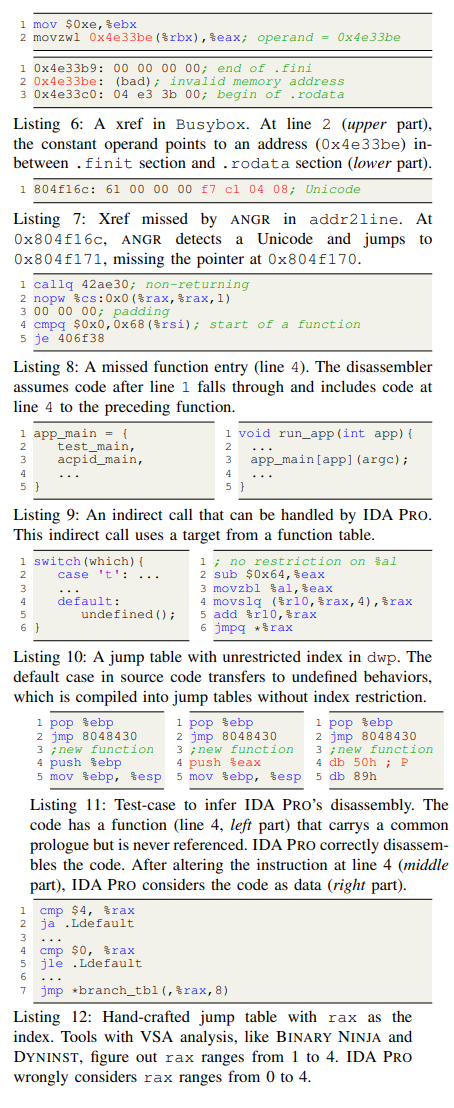 1 mov $0xe,%ebx
2 movzwl 0x4e33be(%rbx),%eax; operand = 0x4e33be
1 0x4e33b9: 00 00 00 00; end of .fini
2 0x4e33be: (bad); invalid memory address
3 0x4e33c0: 04 e3 3b 00; begin of .rodata
Listing 6: A xref in Busybox. At line 2 (upper part),
the constant operand points to an address (0x4e33be) in-
between .finit section and .rodata section (lower part).
1 804f16c: 61 00 00 00 f7 c1 04 08; Unicode
Listing 7: Xref missed by ANGR in addr2line. At
0x804f16c, ANGR detects a Unicode and jumps to
0x804f171, missing the pointer at 0x804f170.
1 callq 42ae30; non-returning
2 nopw %cs:0x0(%rax,%rax,1)
3 00 00 00; padding
4 cmpq $0x0,0x68(%rsi); start of a function
5 je 406f38
Listing 8: A missed function entry (line 4). The disassembler
assumes code after line 1 falls through and includes code at
line 4 to the preceding function.
1 app_main = {
2 test_main,
3 acpid_main,
4 ...
5 }
1 void run_app(int app){
2 ...
3 app_main[app](argc);
4 ...
5 }
Listing 9: An indirect call that can be handled by IDA PRO.
This indirect call uses a target from a function table.
1 switch(which){
2 case 't': ...
3 ...
4 default:
5 undefined();
6 }
1 ; no restriction on %al
2 sub $0x64,%eax
3 movzbl %al,%eax
4 movslq (%r10,%rax,4),%rax
5 add %r10,%rax
6 jmpq *%rax
Listing 10: A jump table with unrestricted index in dwp. The
default case in source code transfers to undefined behaviors,
which is compiled into jump tables without index restriction.
1 pop %ebp
2 jmp 8048430
3 ;new function
4 push %ebp
5 mov %ebp, %esp
1 pop %ebp
2 jmp 8048430
3 ;new function
4 push %eax
5 mov %ebp, %esp
1 pop %ebp
2 jmp 8048430
3 ;new function
4 db 50h ; P
5 db 89h
Listing 11: Test-case to infer IDA PRO's disassembly. The
code has a function (line 4, left part) that carrys a common
prologue but is never referenced. IDA PRO correctly disassem-
bles the code. After altering the instruction at line 4 (middle
part), IDA PRO considers the code as data (right part).
1 cmp $4, %rax
2 ja .Ldefault
3 ...
4 cmp $0, %rax
5 jle .Ldefault
6 ...
7 jmp *branch_tbl(,%rax,8)
Listing 12: Hand-crafted jump table with rax as the
index. Tools with VSA analysis, like BINARY NINJA and
DYNINST, figure out rax ranges from 1 to 4. IDA PRO
wrongly considers rax ranges from 0 to 4.